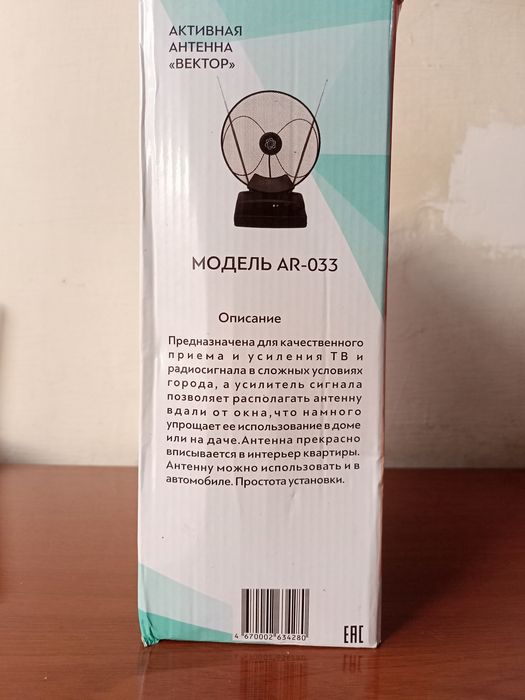 АКТИВНАЯ
АНТЕННА
«ВЕКТОР»
МОДЕЛЬ AR-033
Описание
Предназначена для качественного
приема и усиления ТВ и
радиосигнала в сложных условиях
города, а усилитель сигнала
позволяет располагать антенну
вдали от окна,что намного
упрощает ее использование в доме
или на даче.Антенна прекрасно
вписывается в интерьер квартиры.
Антенну можно использовать и в
автомобиле. Простота установки.
4 670002 634280
EAC